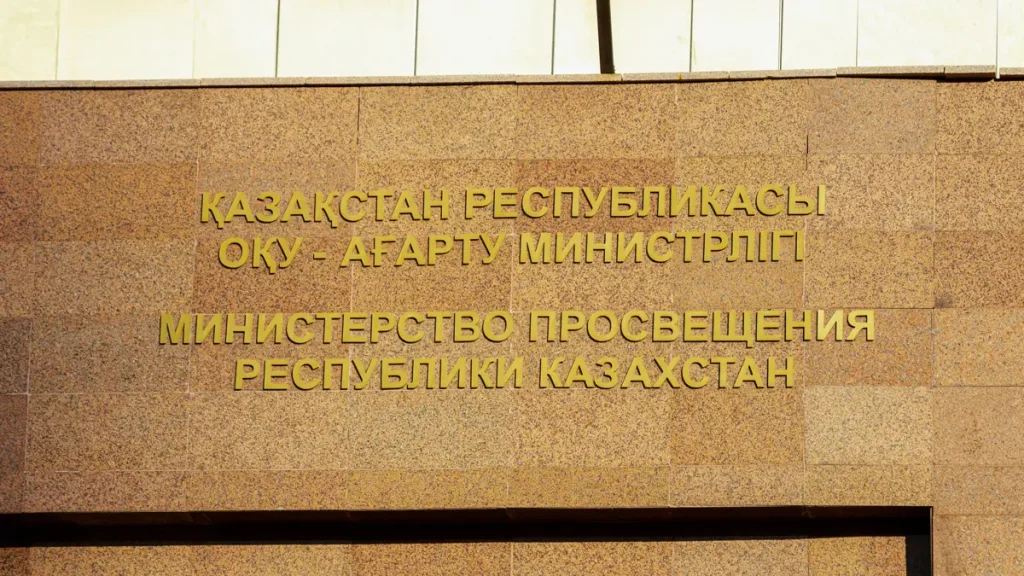 ҚАЗАҚСТАН РЕСПУБЛИКАСЫ
ОҚУ - АҒАРТУ МИНИСТРЛІГІ
МИНИСТЕРСТВО ПРОСВЕЩЕНИЯ
РЕСПУБЛИКИ КАЗАХСТАН